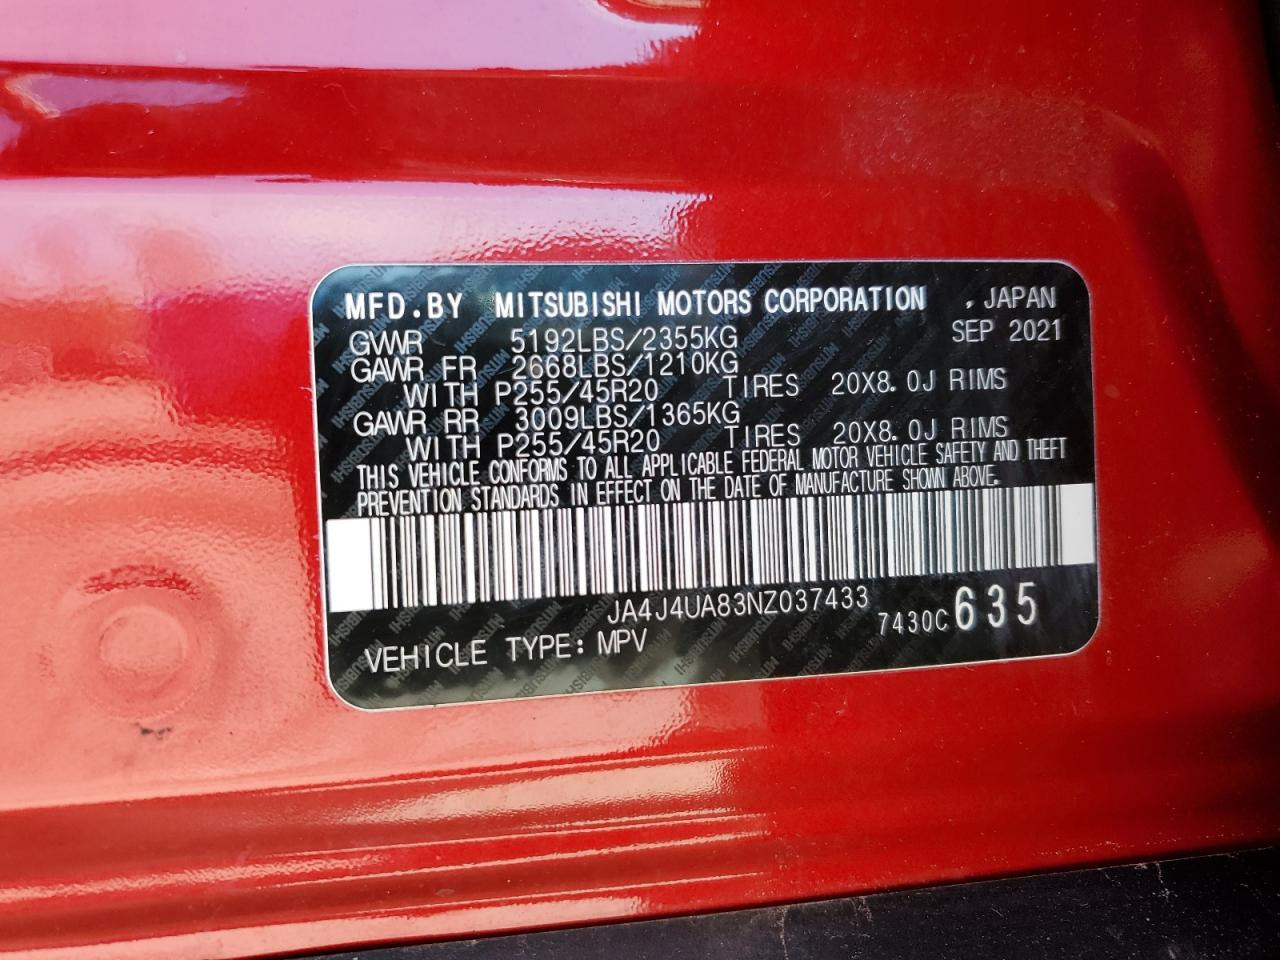 MFD.BY MITSUBISHI MOTORS CORPORATION , JAPAN
GVWR 5192LBS/2355KG SEP 2021
GAWR FR 2668LBS/1210KG
WITH P255/45R20 TIRES 20X8.0J RIMS
GAWR RR 3009LBS/1365KG
WITH P255/45R20 TIRES 20X8.0J RIMS
THIS VEHICLE CONFORMS TO ALL APPLICABLE FEDERAL MOTOR VEHICLE SAFETY AND THEFT
PREVENTION STANDARDS IN EFFECT ON THE DATE OF MANUFACTURE SHOWN ABOVE.
JA4J4UA83NZ037433 7430C 635
VEHICLE TYPE: MPV